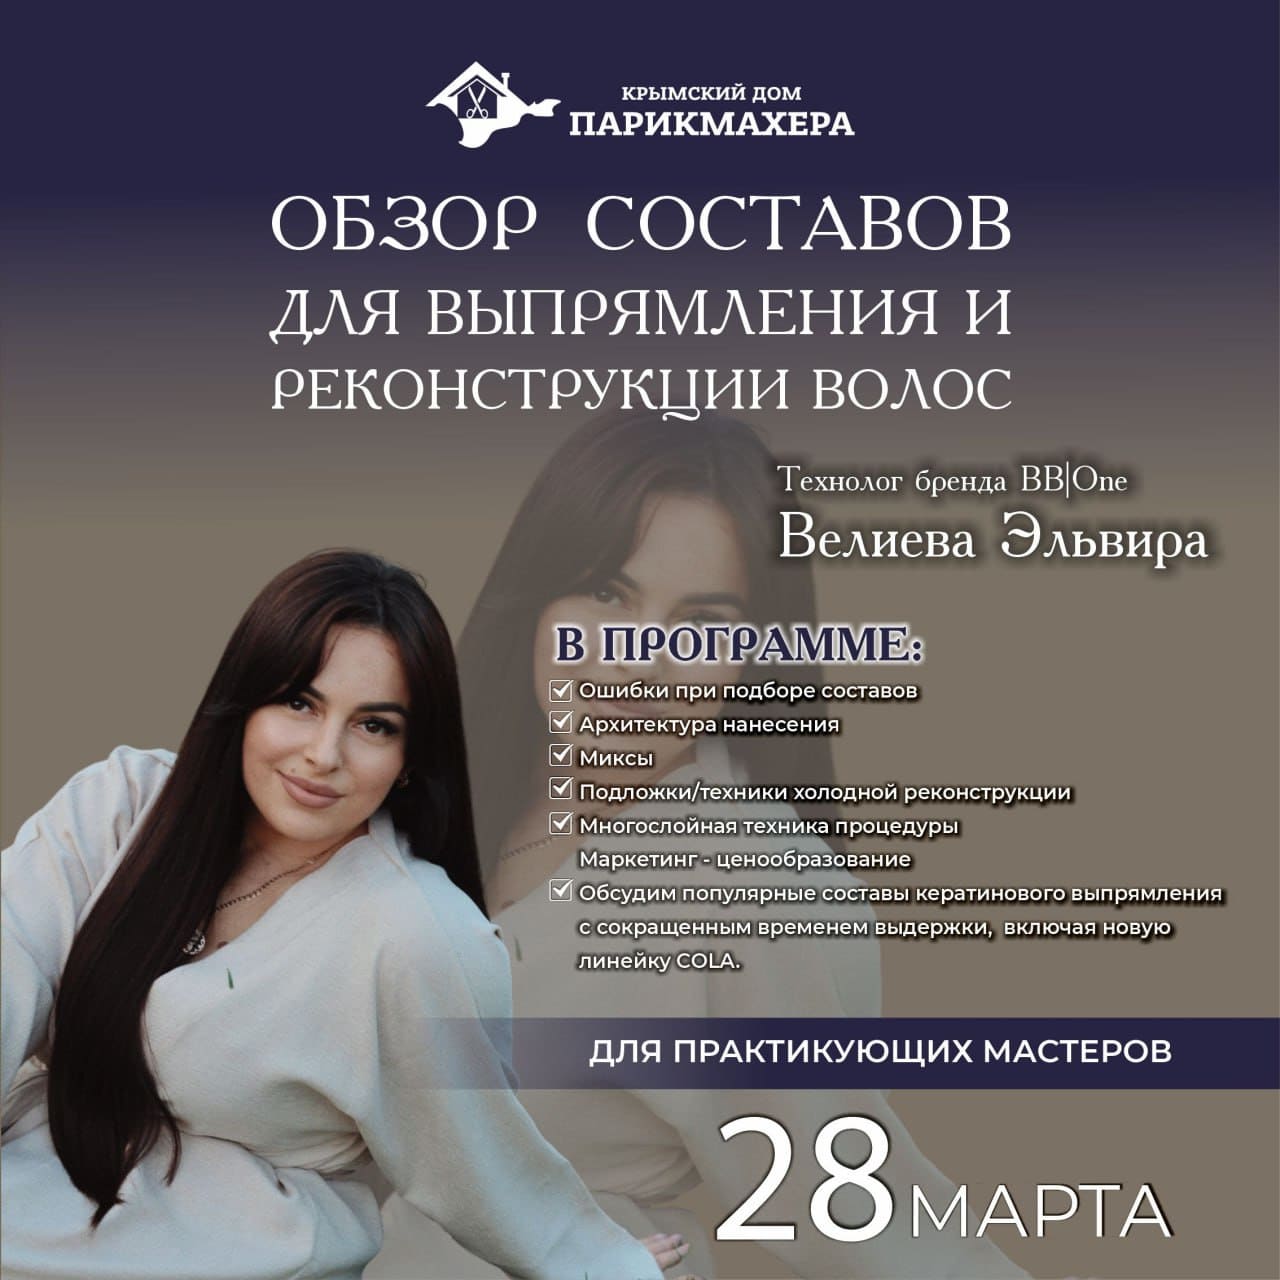 КРЫМСКИЙ ДОМ
ПАРИКМАХЕРА
ОБЗОР СОСТАВОВ
ДЛЯ ВЫПРЯМЛЕНИЯ И
РЕКОНСТРУКЦИИ ВОЛОС
Технолог бренда BB|One
Велиева Эльвира
В ПРОГРАММЕ:
Ошибки при подборе составов
Архитектура нанесения
Миксы
Подложки/техники холодной реконструкции
Многослойная техника процедуры
Маркетинг - ценообразование
Обсудим популярные составы кератинового выпрямления
с сокращенным временем выдержки, включая новую
линейку COLA.
ДЛЯ ПРАКТИКУЮЩИХ МАСТЕРОВ
28 МАРТА